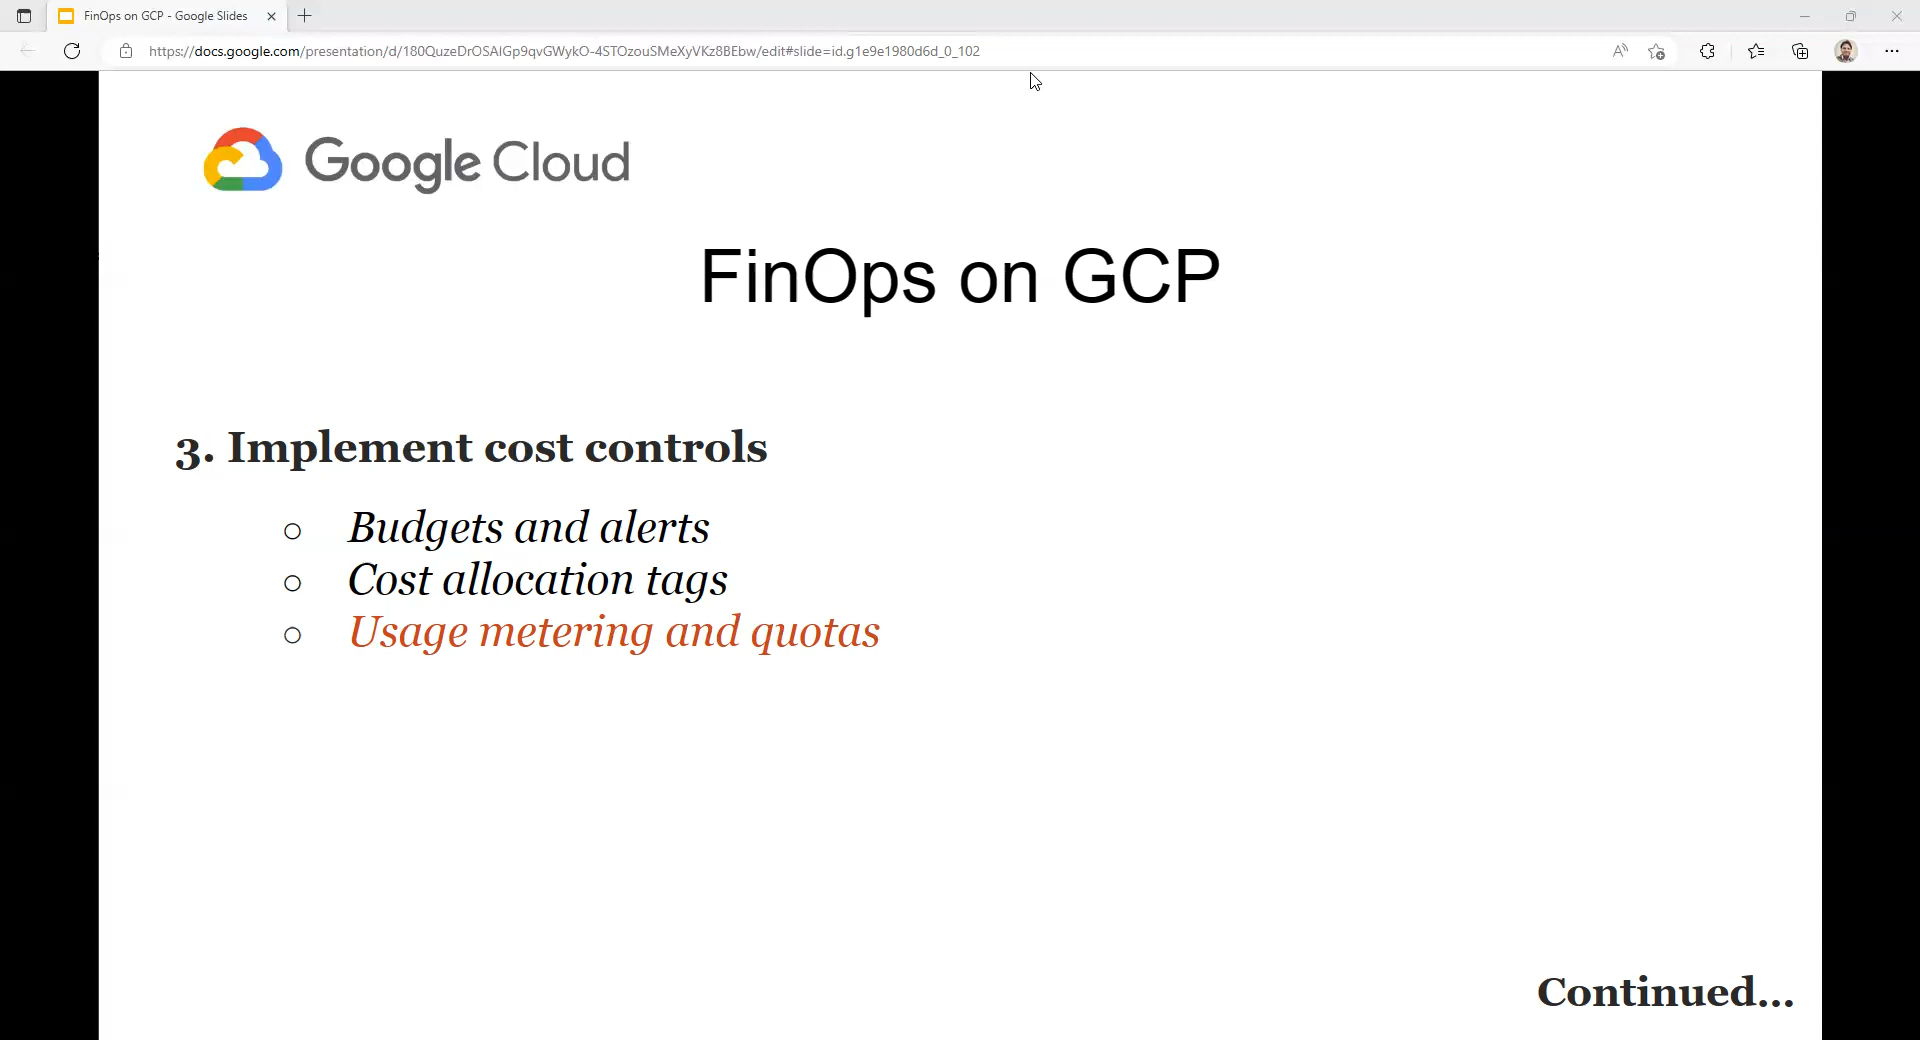 FinOps on GCP - Google Slides
https://docs.google.com/presentation/d/180QuzeDrOSAlGp9qvGWykO-4STOzouSMeXyVKz8BEbw/edit#slide=id.g1e9e1980d6d_0_102
Google Cloud
FinOps on GCP
3. Implement cost controls
○ Budgets and alerts
○ Cost allocation tags
○ Usage metering and quotas
Continued...